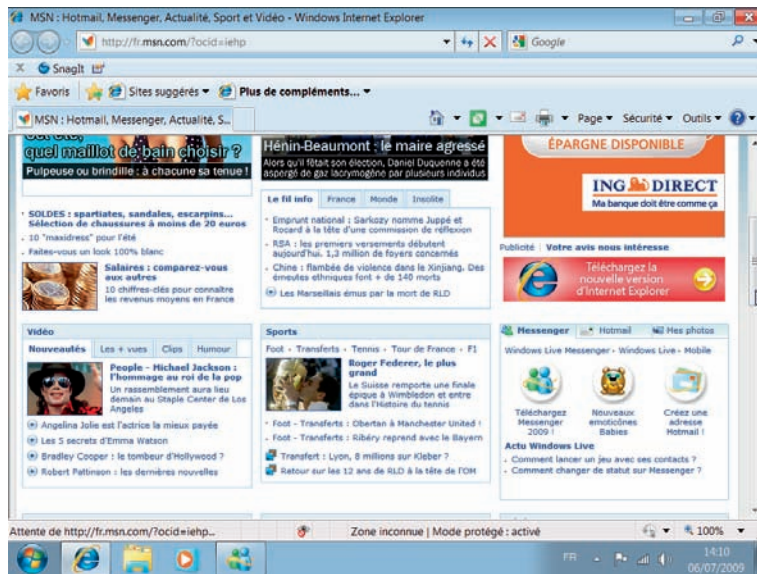 MSN : Hotmail, Messenger, Actualité, Sport et Vidéo - Windows Internet Explorer
http://fr.msn.com/?ocid=iehp
Google
X SnagIt
Favoris
Sites suggérés
Plus de compléments...
MSN : Hotmail, Messenger, Actualité, S...
Page
Sécurité
Outils
quel maillot de bain choisir ?
Pulpeuse ou brindille : à chacune sa tenue !
SOLDES : spartiates, sandales, escarpins...
Sélection de chaussures à moins de 20 euros
10 "maxidress" pour l'été
Faites-vous un look 100% blanc
Salaires : comparez-vous
aux autres
10 chiffres-clés pour connaître
les revenus moyens en France
Hénin-Beaumont : le maire agressé
Alors qu'il fêtait son élection, Daniel Duquenne a été
aspergé de gaz lacrymogène par plusieurs individus
Le fil info
France
Monde
Insolite
Emprunt national : Sarkozy nomme Juppé et
Rocard à la tête d'une commission de réflexion
RSA : les premiers versements débutent
aujourd'hui. 1,3 million de foyers concernés
Chine : flambée de violence dans le Xinjiang. Des
émeutes ethniques font + de 140 morts
Les Marseillais émus par la mort de RLD
ÉPARGNE DISPONIBLE
ING DIRECT
Ma banque doit être comme ça
Publicité
Votre avis nous intéresse
Téléchargez la
nouvelle version
d'Internet Explorer
Vidéo
Nouveautés
Les + vues
Clips
Humour
People - Michael Jackson :
l'hommage au roi de la pop
Un rassemblement aura lieu
demain au Staple Center de Los
Angeles
Angelina Jolie est l'actrice la mieux payée
Les 5 secrets d'Emma Watson
Bradley Cooper : le tombeur d'Hollywood ?
Robert Pattinson : les dernières nouvelles
Sports
Foot - Transferts - Tennis - Tour de France - F1
Roger Federer, le plus
grand
Le Suisse remporte une finale
épique à Wimbledon et entre
dans l'Histoire du tennis
Foot - Transferts : Obertan à Manchester United !
Foot - Transferts : Ribéry reprend avec le Bayern
Transfert : Lyon, 8 millions sur Kleber ?
Retour sur les 12 ans de RLD à la tête de l'OM
Messenger
Hotmail
Mes photos
Windows Live Messenger - Windows Live - Mobile
Téléchargez
Messenger
2009 !
Nouveaux
emoticônes
Babies
Créez une
adresse
Hotmail !
Actu Windows Live
Comment lancer un jeu avec ses contacts ?
Comment changer de statut sur Messenger ?
Attente de http://fr.msn.com/?ocid=iehp...
Zone inconnue | Mode protégé : activé
100%
FR
14:10
06/07/2009